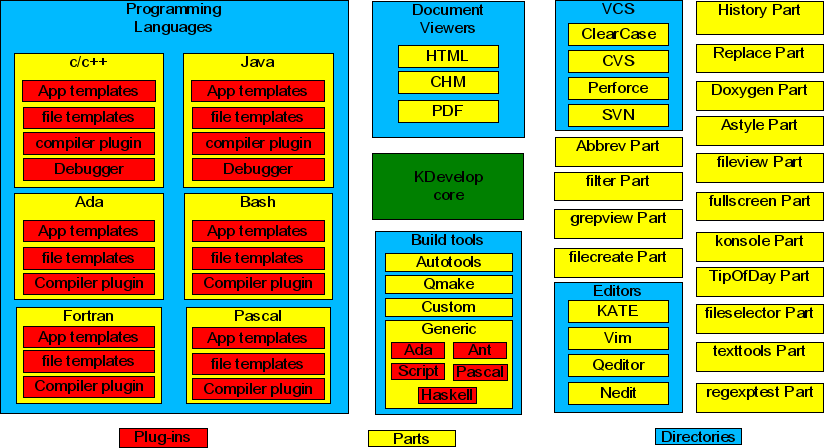 Programming
Languages
c/c++
App templates
file templates
compiler plugin
Debugger
Java
App templates
file templates
compiler plugin
Debugger
Ada
App templates
file templates
Compiler plugin
Bash
App templates
file templates
Compiler plugin
Fortran
App templates
file templates
Compiler plugin
Pascal
App templates
file templates
Compiler plugin
Document
Viewers
HTML
CHM
PDF
KDevelop
core
Build tools
Autotools
Qmake
Custom
Generic
Ada
Ant
Script
Pascal
Haskell
VCS
ClearCase
CVS
Perforce
SVN
Abbrev Part
filter Part
grepview Part
filecreate Part
Editors
KATE
Vim
Qeditor
Nedit
History Part
Replace Part
Doxygen Part
Astyle Part
fileview Part
fullscreen Part
konsole Part
TipOfDay Part
fileselector Part
texttools Part
regexptest Part
Plug-ins
Parts
Directories